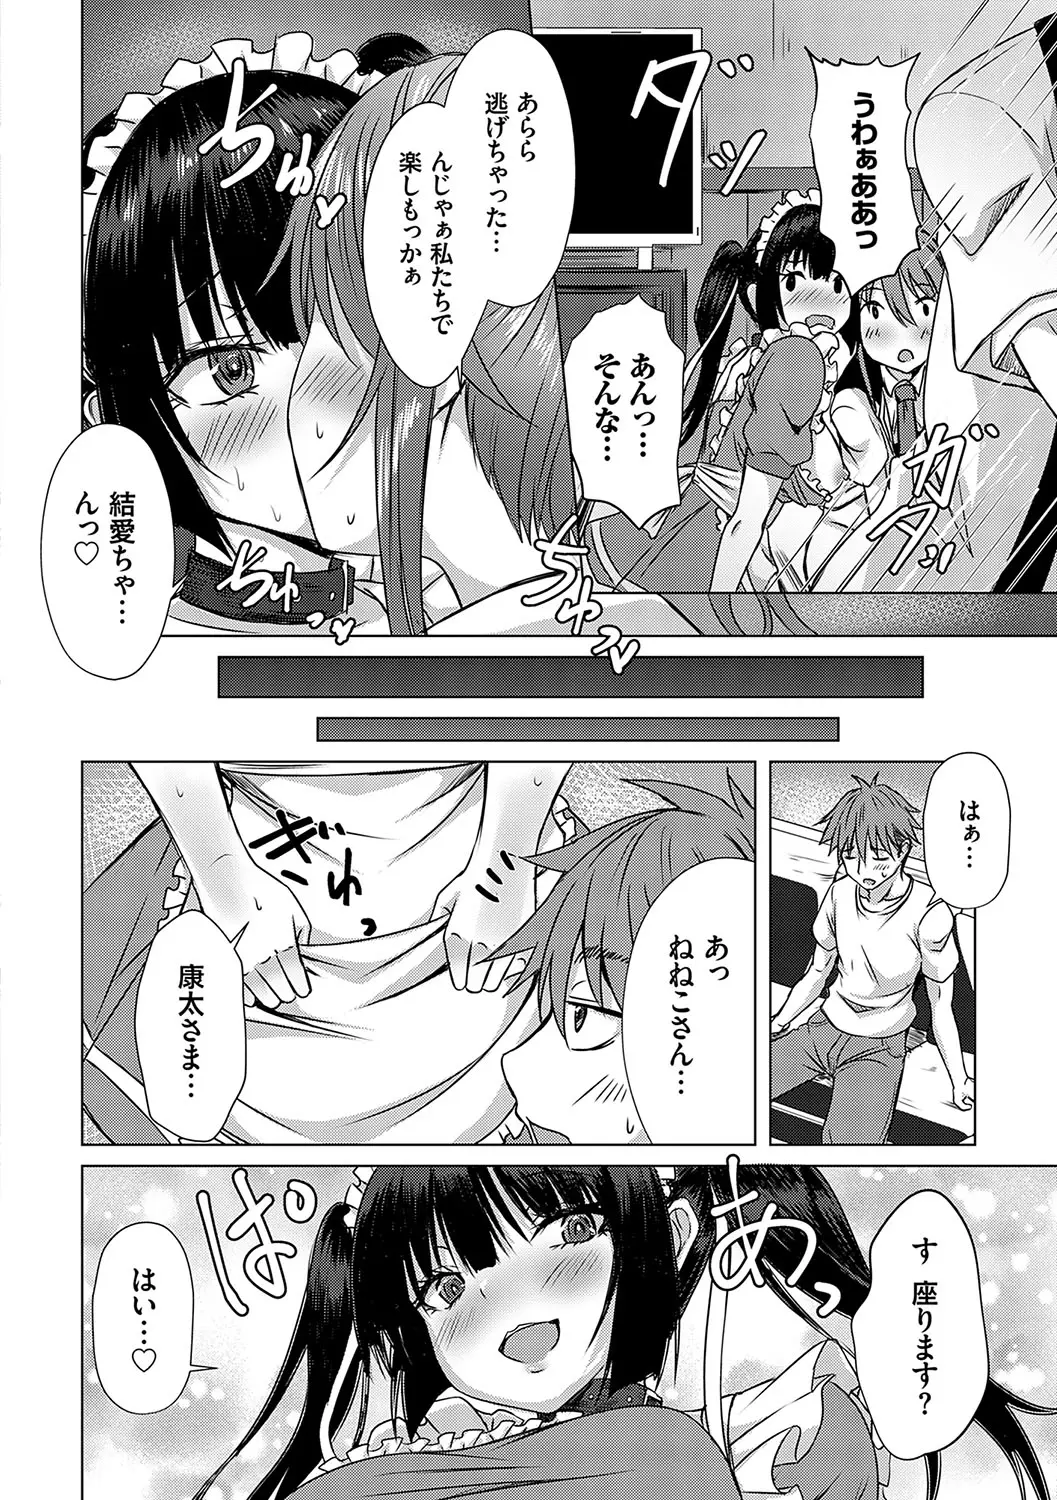 うわぁああっ
ダッ
ガタガタッ
あんっ…
そんな…
あらら
逃げちゃった…
んじゃぁ私たちで
楽しもっかぁ
ちゅ
ちゅっ
ちゅっ
結愛ちゃ…
んっ♡
はぁ…
あっ
ねねこさん…
ぎゅっ
康太さま…
す 座ります?
あっ
ぱぁ
はい…♡